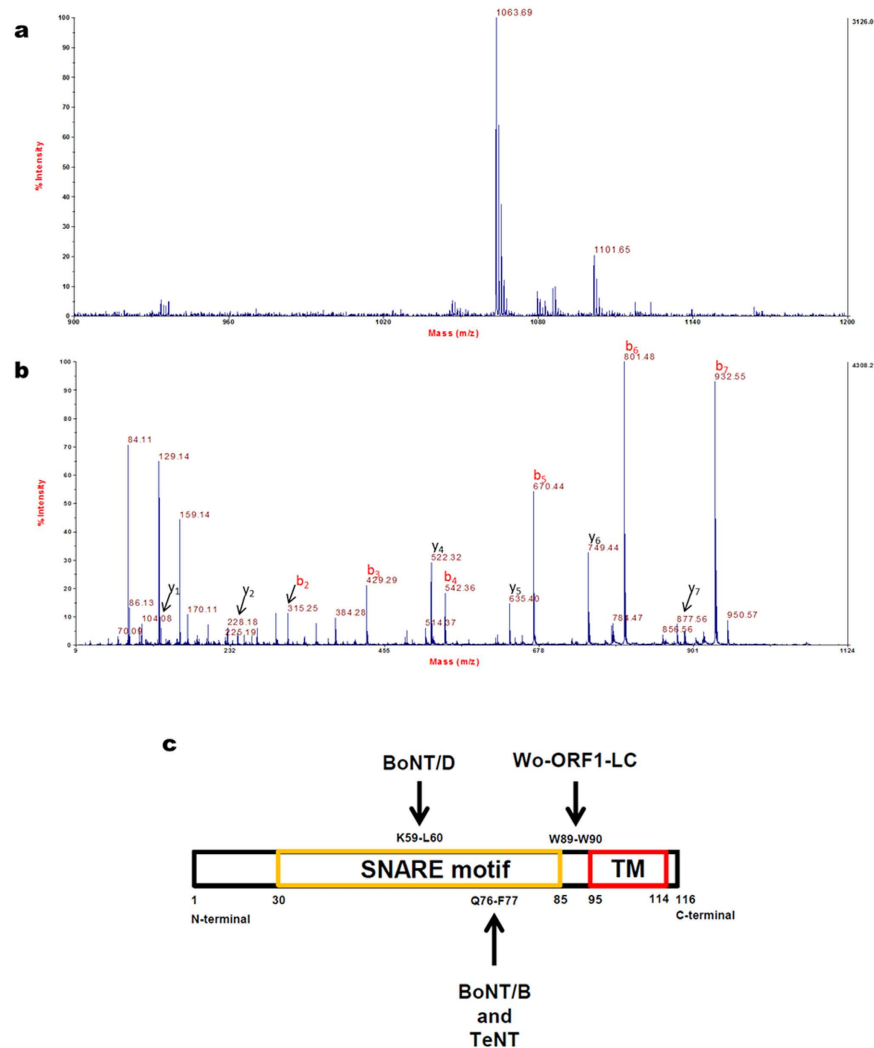 a
100
90
80
70
60
50
40
30
20
10
0
% Intensity
1063.69
1101.65
3126.0
900
960
1020
1080
1140
1200
Mass (m/z)
b
100
90
80
70
60
50
40
30
20
10
0
% Intensity
84.11
129.14
159.14
86.13
y1
104.08
70.09
170.11
y2
228.18
225.19
b2
315.25
384.28
b3
429.29
y4
522.32
514.37
b4
542.36
b5
670.44
y5
635.40
y6
749.44
784.47
b6
801.48
y7
877.56
856.56
b7
932.55
950.57
4308.2
9
232
455
678
901
1124
Mass (m/z)
c
BoNT/D
Wo-ORF1-LC
K59-L60
W89-W90
SNARE motif
TM
1
30
Q76-F77
85
95
114
116
N-terminal
C-terminal
BoNT/B
and
TeNT